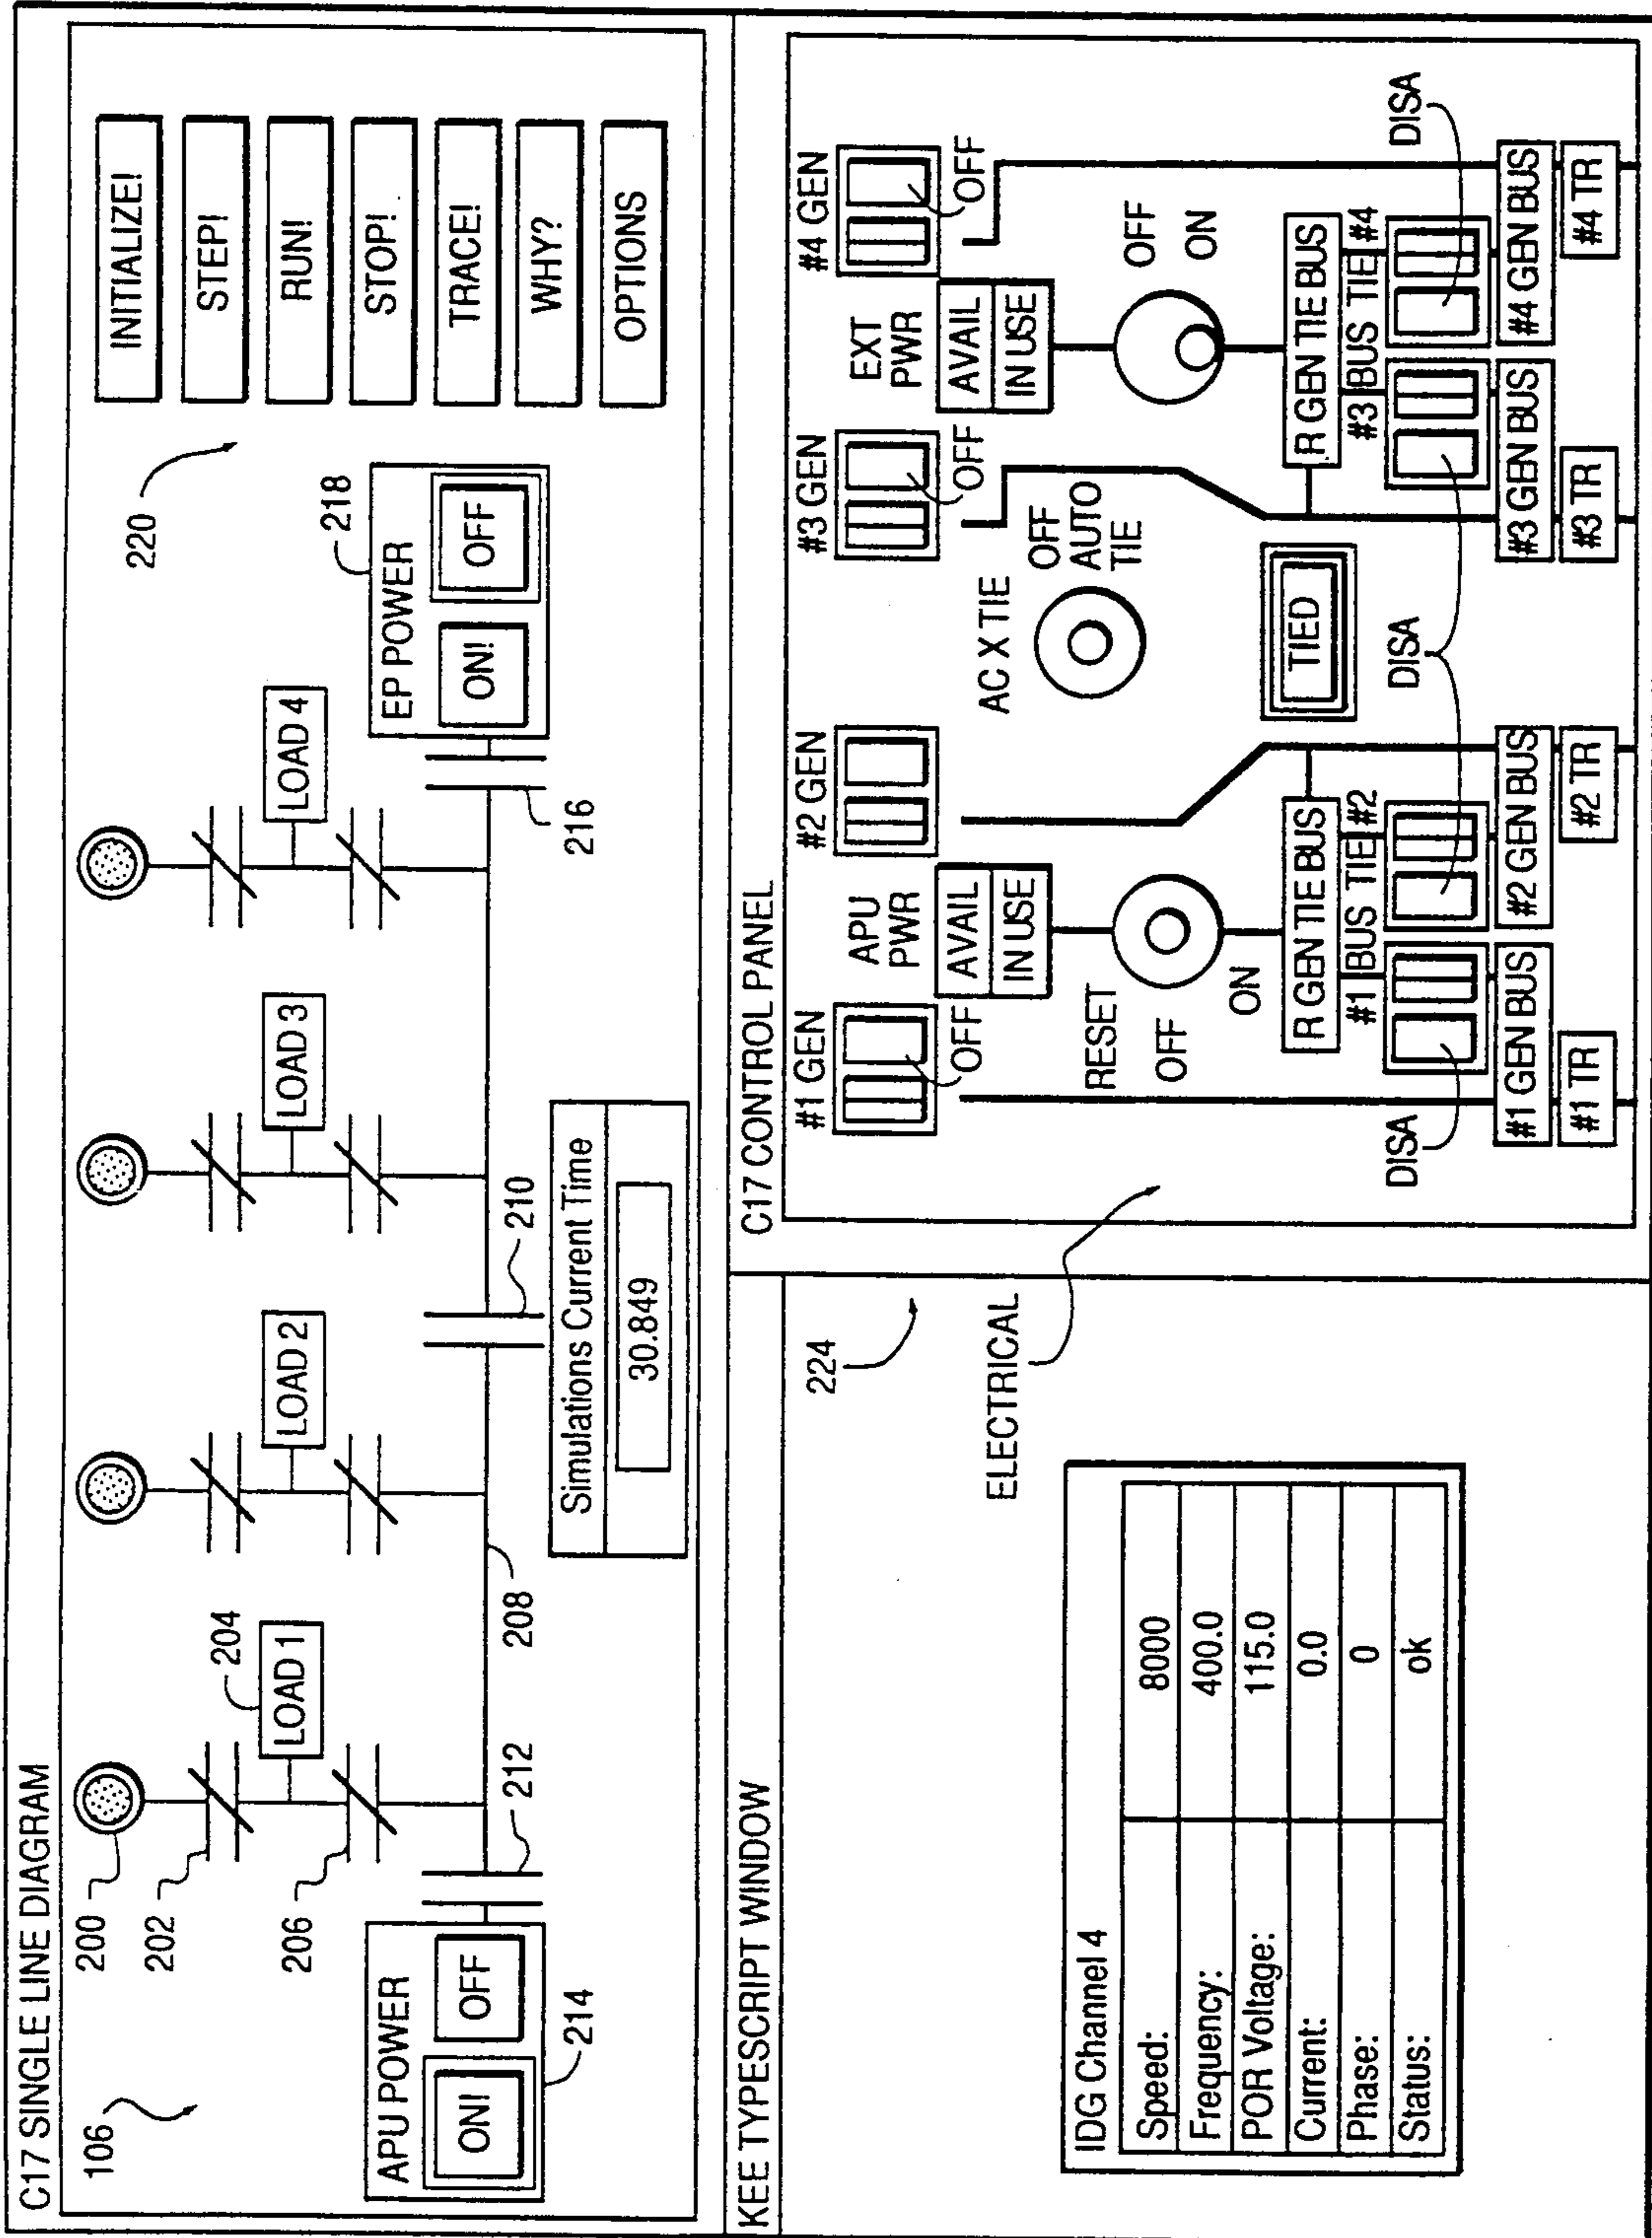 C17 SINGLE LINE DIAGRAM
106
200
202
204
206
208
210
212
214
216
218
220
LOAD 1
LOAD 2
LOAD 3
LOAD 4
APU POWER
ON!
OFF
EP POWER
ON!
OFF
Simulations Current Time
30.849
INITIALIZE!
STEP!
RUN!
STOP!
TRACE!
WHY?
OPTIONS
KEE TYPESCRIPT WINDOW
224
IDG Channel 4
Speed: 8000
Frequency: 400.0
POR Voltage: 115.0
Current: 0.0
Phase: 0
Status: ok
ELECTRICAL
C17 CONTROL PANEL
#1 GEN
OFF
APU
PWR
AVAIL
IN USE
#2 GEN
#3 GEN
OFF
EXT
PWR
AVAIL
IN USE
#4 GEN
OFF
RESET
OFF
ON
AC X TIE
OFF
AUTO
TIE
OFF
ON
R GEN TIE BUS
#1 BUS TIE #2
TIED
R GEN TIE BUS
#3 BUS TIE #4
DISA
DISA
DISA
#1 GEN BUS
#2 GEN BUS
#3 GEN BUS
#4 GEN BUS
#1 TR
#2 TR
#3 TR
#4 TR